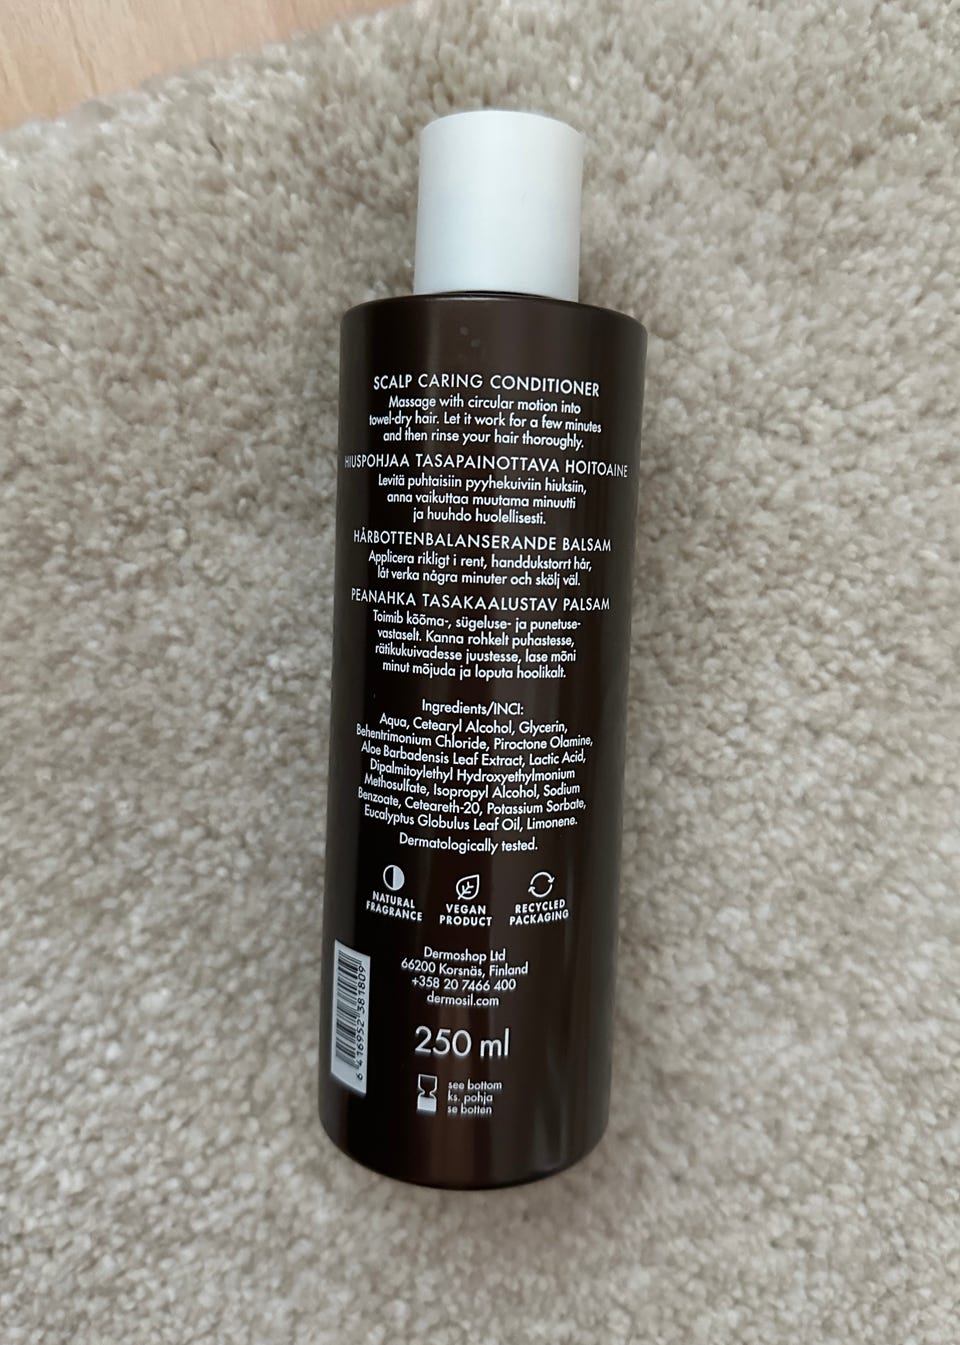 SCALP CARING CONDITIONER
Massage with circular motion into
towel-dry hair. Let it work for a few minutes
and then rinse your hair thoroughly.
HIUSPOHJAA TASAPAINOTTAVA HOITOAINE
Levitä puhtaisiin pyyhekuiviin hiuksiin,
anna vaikuttaa muutama minuutti
ja huuhdo huolellisesti.
HÅRBOTTENBALANSERANDE BALSAM
Applicera rikligt i rent, handdukstorrt hår,
låt verka några minuter och skölj väl.
PEANAHKA TASAKAALUSTAV PALSAM
Toimib kõõma-, sügeluse- ja punetuse-
vastaselt. Kanna rohkelt puhastesse,
rätikukuivadesse juustesse, lase mõni
minut mõjuda ja loputa hoolikalt.
Ingredients/INCI:
Aqua, Cetearyl Alcohol, Glycerin,
Behentrimonium Chloride, Piroctone Olamine,
Aloe Barbadensis Leaf Extract, Lactic Acid,
Dipalmitoylethyl Hydroxyethylmonium
Methosulfate, Isopropyl Alcohol, Sodium
Benzoate, Ceteareth-20, Potassium Sorbate,
Eucalyptus Globulus Leaf Oil, Limonene.
Dermatologically tested.
NATURAL
FRAGRANCE
VEGAN
PRODUCT
RECYCLED
PACKAGING
Dermoshop Ltd
66200 Korsnäs, Finland
+358 20 7466 400
dermosil.com
6 416952 381809
250 ml
see bottom
ks. pohja
se botten